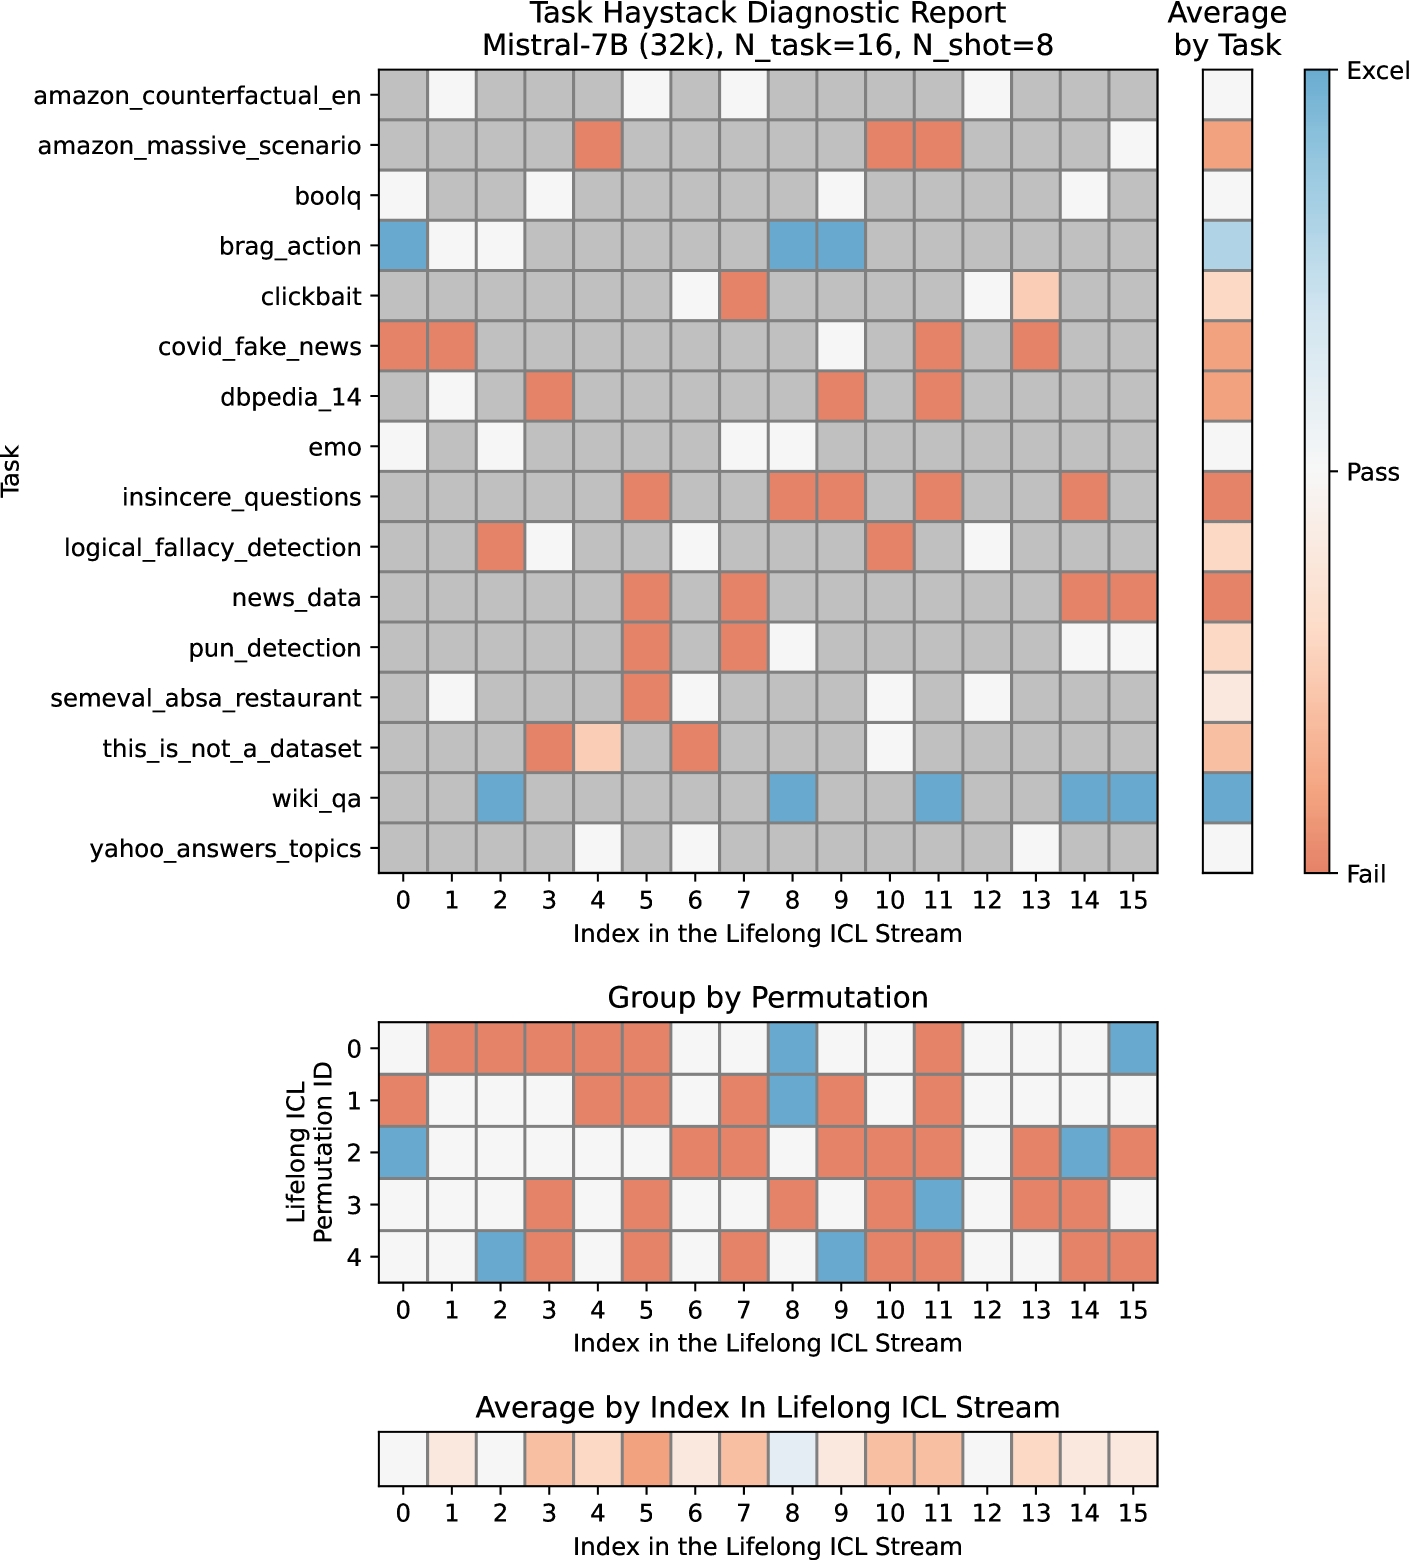 Task Haystack Diagnostic Report
Mistral-7B (32k), N_task=16, N_shot=8
Average
by Task
Task
amazon_counterfactual_en
amazon_massive_scenario
boolq
brag_action
clickbait
covid_fake_news
dbpedia_14
emo
insincere_questions
logical_fallacy_detection
news_data
pun_detection
semeval_absa_restaurant
this_is_not_a_dataset
wiki_qa
yahoo_answers_topics
Excel
Pass
Fail
0 1 2 3 4 5 6 7 8 9 10 11 12 13 14 15
Index in the Lifelong ICL Stream
Group by Permutation
Lifelong ICL
Permutation ID
0
1
2
3
4
0 1 2 3 4 5 6 7 8 9 10 11 12 13 14 15
Index in the Lifelong ICL Stream
Average by Index In Lifelong ICL Stream
0 1 2 3 4 5 6 7 8 9 10 11 12 13 14 15
Index in the Lifelong ICL Stream